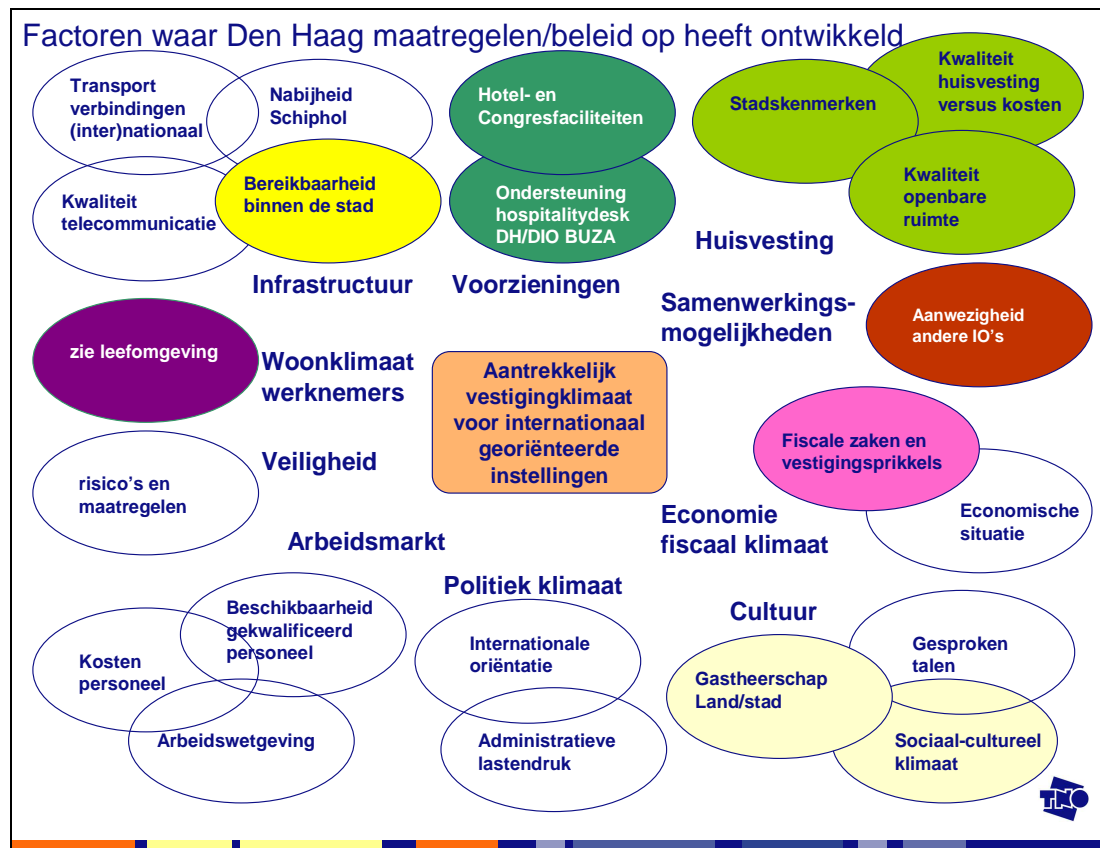 Factoren waar Den Haag maatregelen/beleid op heeft ontwikkeld
Transport
verbindingen
(inter)nationaal
Nabijheid
Schiphol
Kwaliteit
telecommunicatie
Bereikbaarheid
binnen de stad
Infrastructuur
Hotel- en
Congresfaciliteiten
Ondersteuning
hospitalitydesk
DH/DIO BUZA
Voorzieningen
Stadskenmerken
Kwaliteit
huisvesting
versus kosten
Kwaliteit
openbare
ruimte
Huisvesting
Samenwerkings-
mogelijkheden
Aanwezigheid
andere IO's
zie leefomgeving
Woonklimaat
werknemers
Aantrekkelijk
vestigingklimaat
voor internationaal
georiënteerde
instellingen
Fiscale zaken en
vestigingsprikkels
Economische
situatie
Economie
fiscaal klimaat
Veiligheid
risico's en
maatregelen
Arbeidsmarkt
Beschikbaarheid
gekwalificeerd
personeel
Kosten
personeel
Arbeidswetgeving
Politiek klimaat
Internationale
oriëntatie
Administratieve
lastendruk
Cultuur
Gesproken
talen
Gastheerschap
Land/stad
Sociaal-cultureel
klimaat
TNO